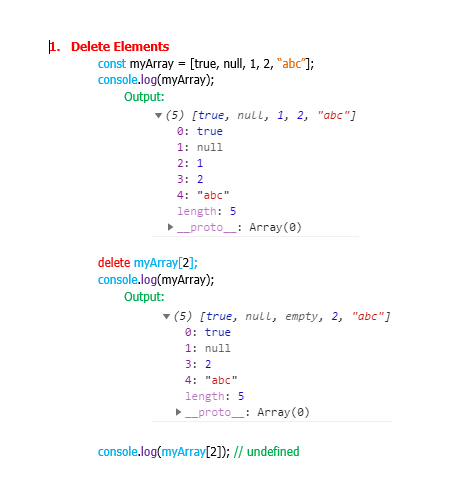 1. Delete Elements
const myArray = [true, null, 1, 2, “abc”];
console.log(myArray);
Output:
▼(5) [true, null, 1, 2, "abc"]
0: true
1: null
2: 1
3: 2
4: "abc"
length: 5
▶__proto__: Array(0)
delete myArray[2];
console.log(myArray);
Output:
▼(5) [true, null, empty, 2, "abc"]
0: true
1: null
3: 2
4: "abc"
length: 5
▶__proto__: Array(0)
console.log(myArray[2]); // undefined